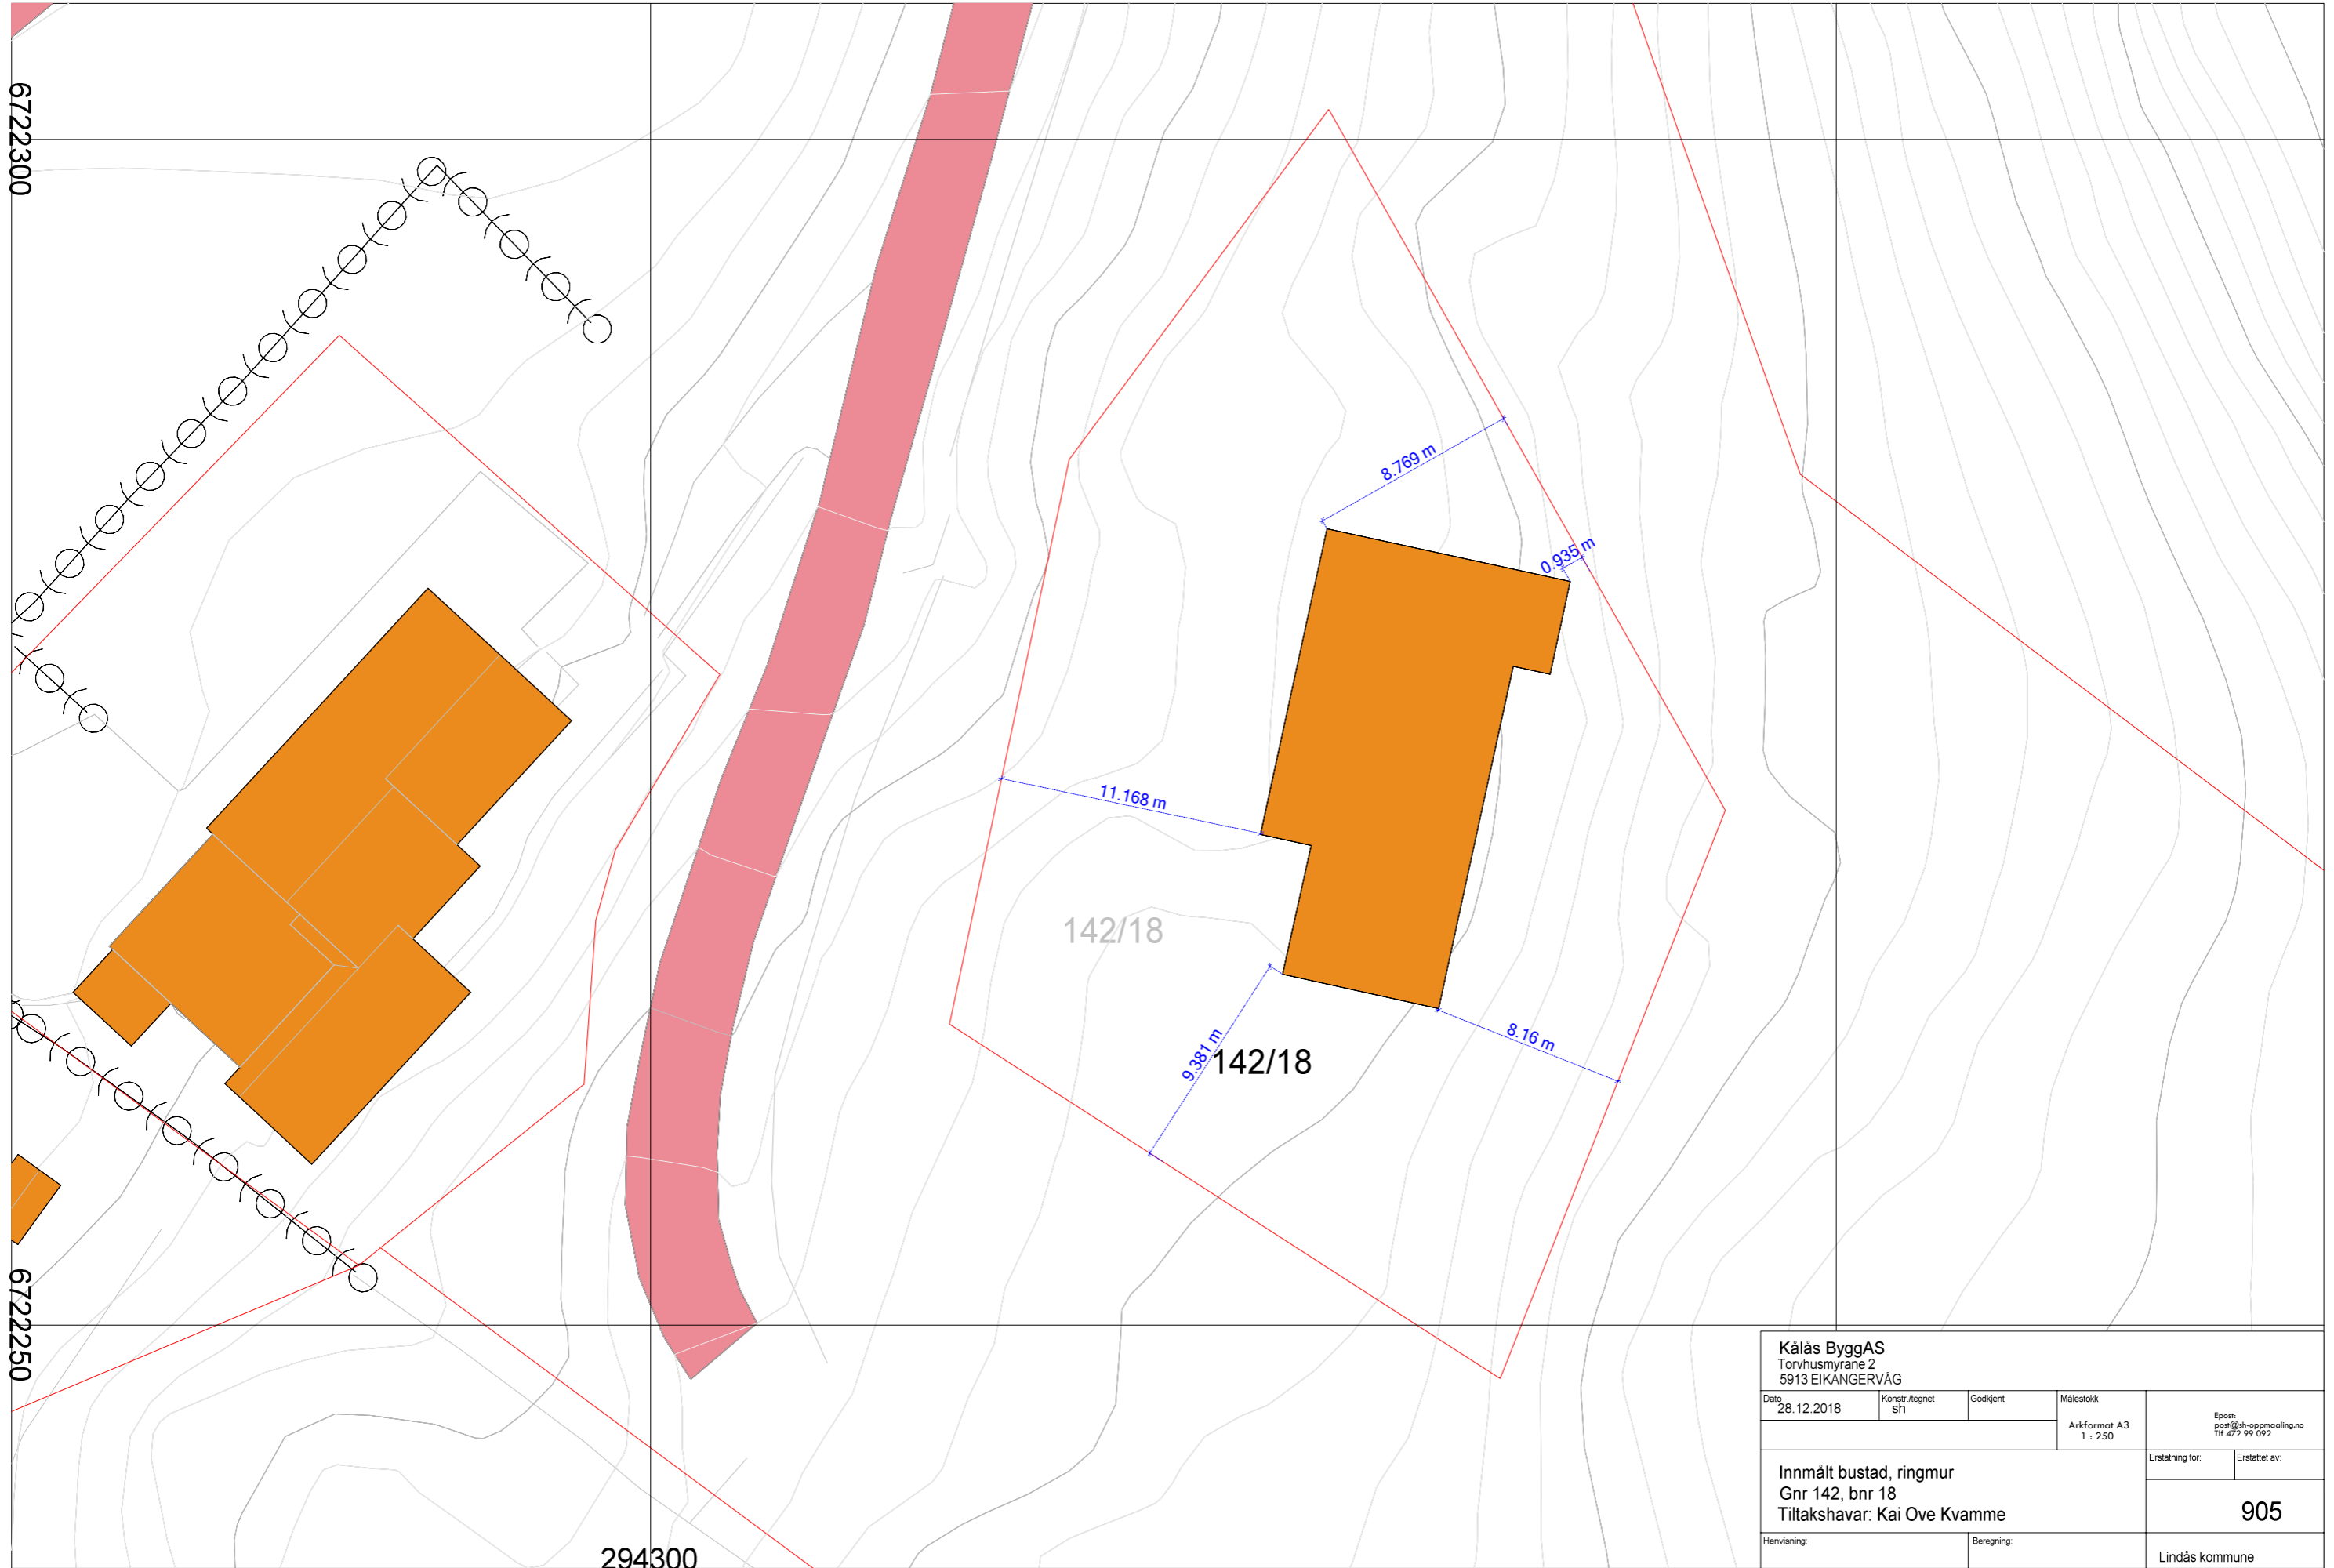 6722300
8.769 m
0.935 m
11.168 m
142/18
9.381 m
142/18
8.16 m
6722250
294300
Kålås ByggAS
Torvhusmyrane 2
5913 EIKANGERVÅG
Dato
28.12.2018
Konstr./tegnet
sh
Godkjent
Målestokk
Arkformat A3
1 : 250
Epost:
post@sh-oppmaaling.no
Tlf 472 99 092
Innmålt bustad, ringmur
Gnr 142, bnr 18
Tiltakshavar: Kai Ove Kvamme
Erstatning for:
Erstattet av:
905
Henvisning:
Beregning:
Lindås kommune